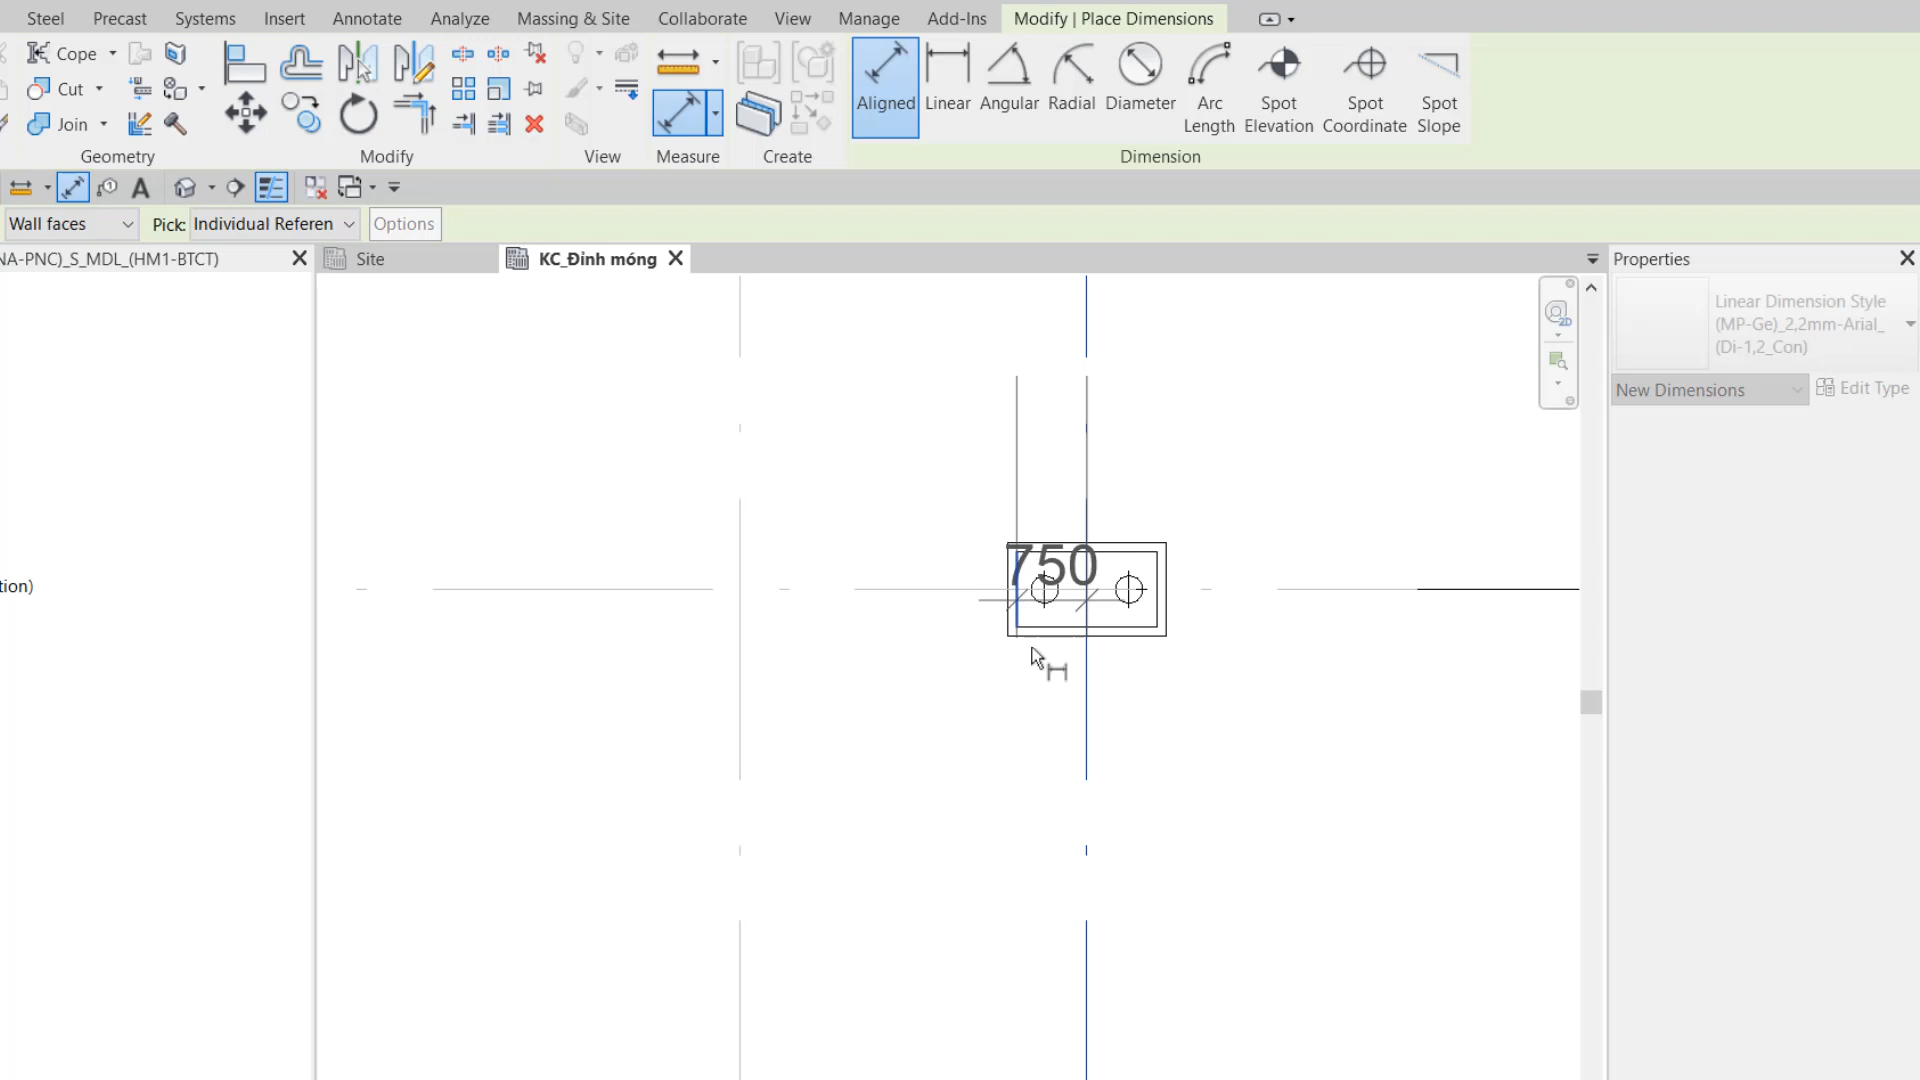 Steel Precast Systems Insert Annotate Analyze Massing & Site Collaborate View Manage Add-Ins Modify | Place Dimensions
Cope
Cut
Join
Geometry Modify View Measure Create Dimension
Aligned Linear Angular Radial Diameter Arc Length Spot Elevation Spot Coordinate Spot Slope
A
Wall faces Pick: Individual Referen Options
NA-PNC)_S_MDL_(HM1-BTCT) Site KC_Đỉnh móng Properties
2D
Linear Dimension Style
(MP-Ge)_2,2mm-Arial_
(Di-1,2_Con)
New Dimensions Edit Type
750
tion)